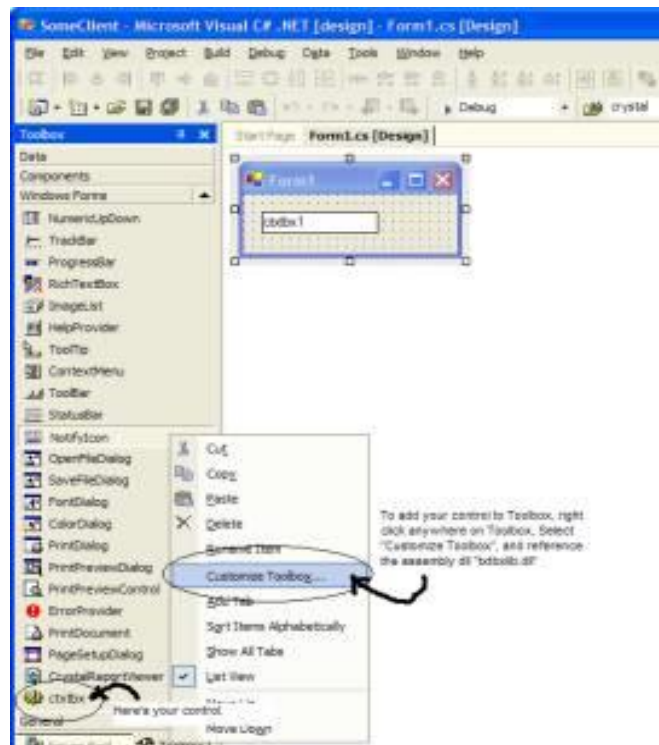 SomeClient - Microsoft Visual C# .NET [design] - Form1.cs [Design]
File Edit View Project Build Debug Data Tools Window Help
Debug crystal
Toolbox
Start Page Form1.cs [Design]
Data
Components
Windows Forms
Form1
NumericUpDown
TrackBar
ProgressBar
RichTextBox
ImageList
HelpProvider
ToolTip
ContextMenu
ToolBar
StatusBar
NotifyIcon
OpenFileDialog
SaveFileDialog
FontDialog
ColorDialog
PrintDialog
PrintPreviewDialog
PrintPreviewControl
ErrorProvider
PrintDocument
PageSetupDialog
CrystalReportViewer
General
Cut
Copy
Paste
Delete
Rename Item
Customize Toolbox...
Add Tab
Sort Items Alphabetically
Show All Tabs
List View
Move Up
Move Down
To add your control to Toolbox, right
click anywhere on Toolbox, Select
"Customize Toolbox", and reference
the assembly dll
Here's your control